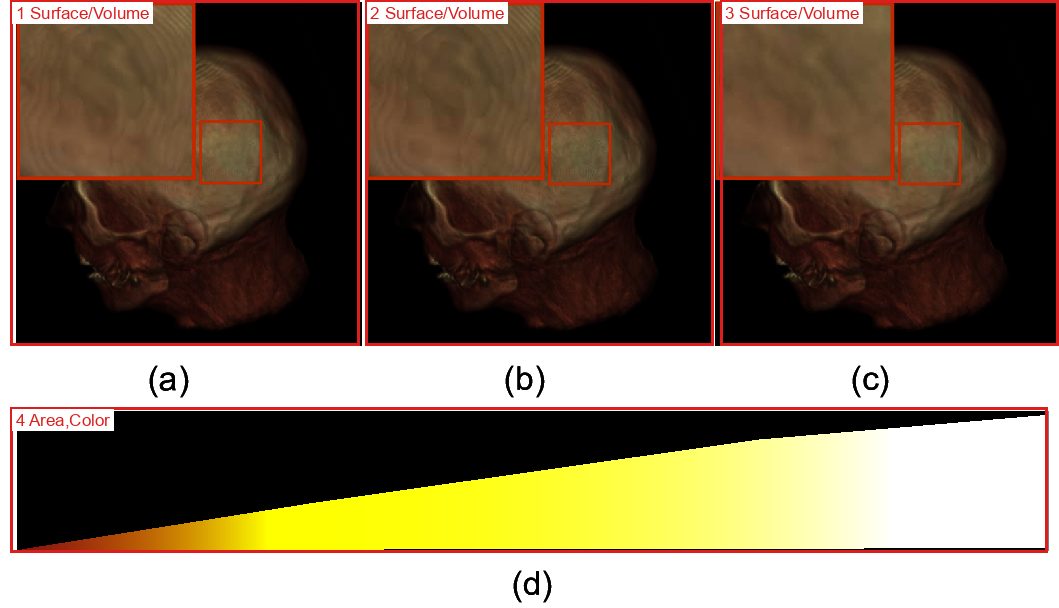 1 Surface/Volume
2 Surface/Volume
3 Surface/Volume
(a)
(b)
(c)
4 Area,Color
(d)